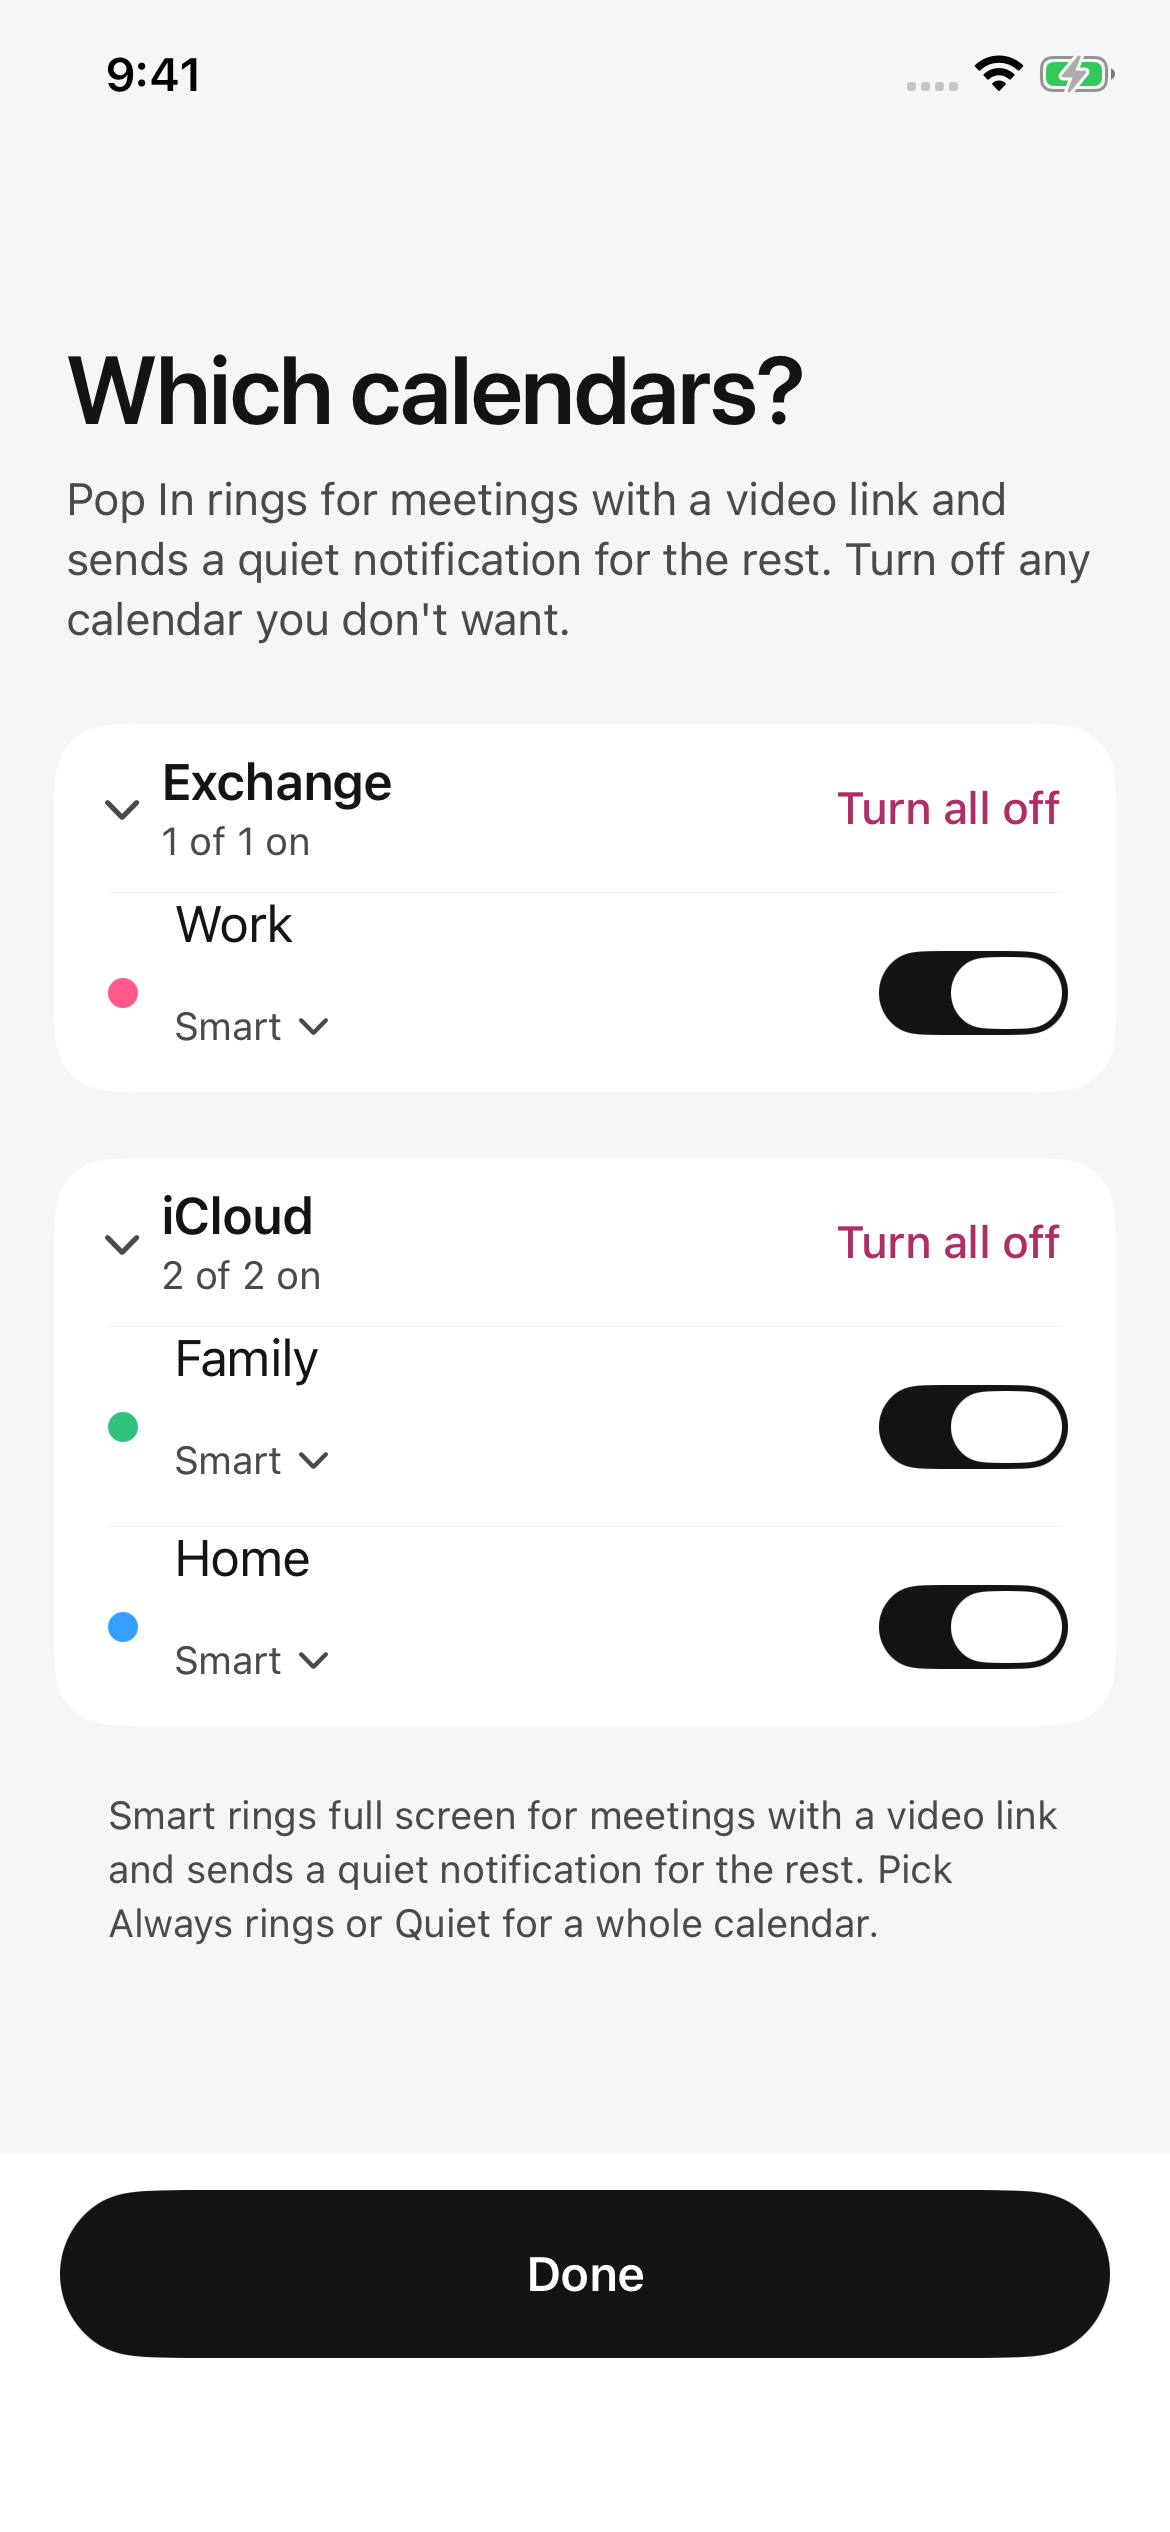 9:41
Which calendars?
Pop In rings for meetings with a video link and
sends a quiet notification for the rest. Turn off any
calendar you don't want.
Exchange
1 of 1 on
Turn all off
Work
Smart
iCloud
2 of 2 on
Turn all off
Family
Smart
Home
Smart
Smart rings full screen for meetings with a video link
and sends a quiet notification for the rest. Pick
Always rings or Quiet for a whole calendar.
Done